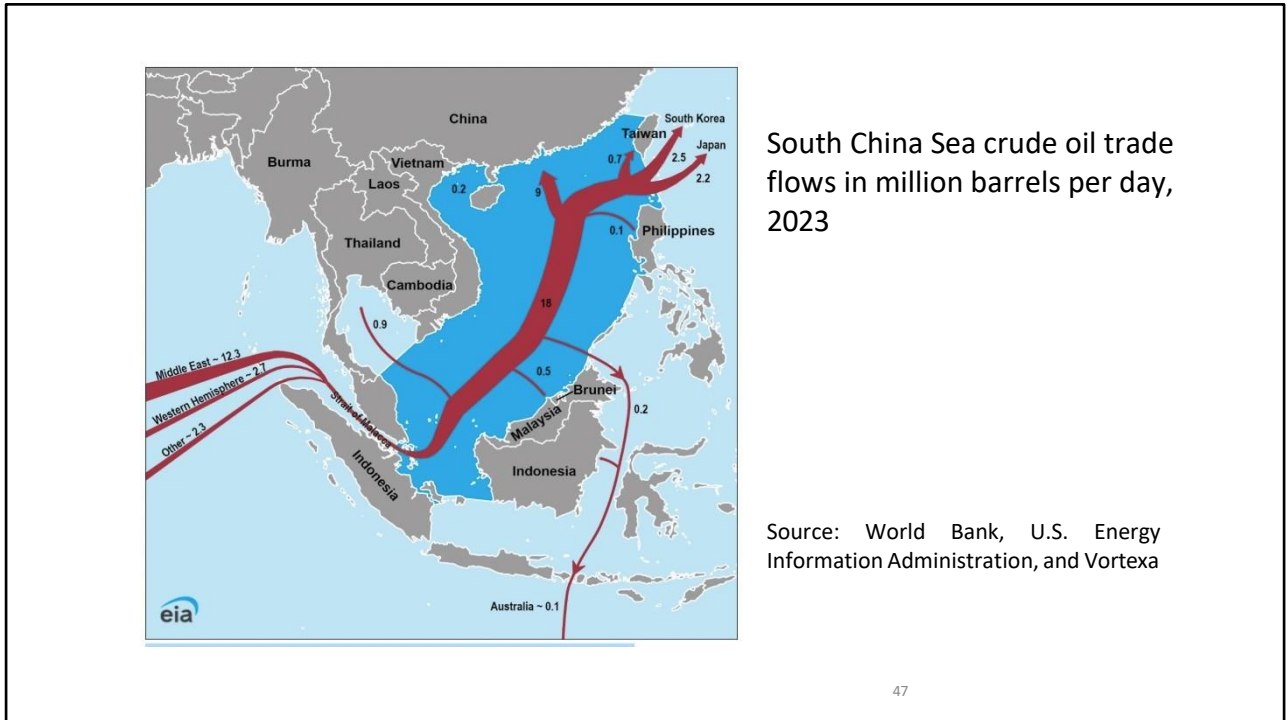 China
South Korea
Taiwan
Japan
Burma
Vietnam
0.7
2.5
Laos
0.2
9
2.2
0.1
Philippines
Thailand
Cambodia
18
0.9
Middle East ~ 12.3
0.5
Western Hemisphere ~ 2.7
Brunei
0.2
Strait of Malacca
Malaysia
Other ~ 2.3
Indonesia
Indonesia
Australia ~ 0.1
eia
South China Sea crude oil trade
flows in million barrels per day,
2023
Source: World Bank, U.S. Energy
Information Administration, and Vortexa
47